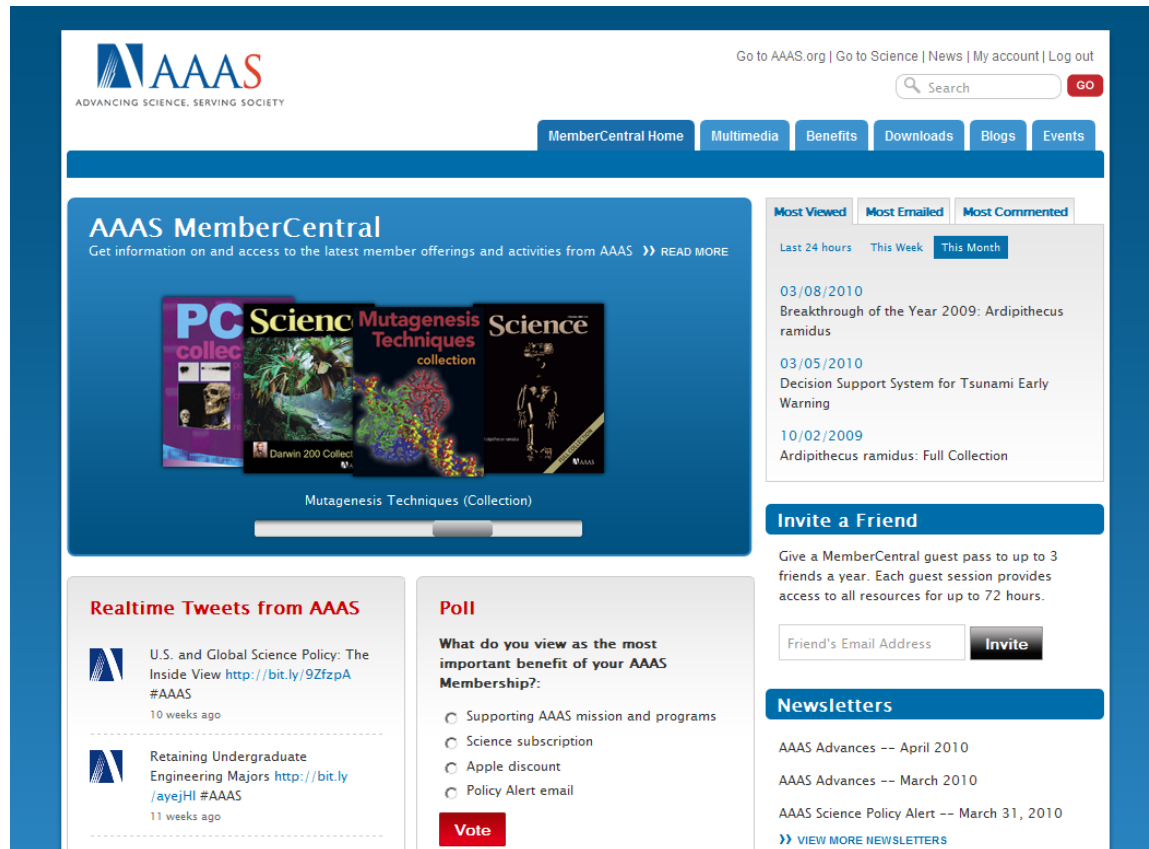 AAAS
ADVANCING SCIENCE, SERVING SOCIETY
Go to AAAS.org | Go to Science | News | My account | Log out
Search
GO
MemberCentral Home
Multimedia
Benefits
Downloads
Blogs
Events
AAAS MemberCentral
Get information on and access to the latest member offerings and activities from AAAS READ MORE
PC
collec
Scienc
Darwin 200 Collect
Mutagenesis
Techniques
collection
Science
FULL COLLECTION
AAAS
Mutagenesis Techniques (Collection)
Most Viewed
Most Emailed
Most Commented
Last 24 hours
This Week
This Month
03/08/2010
Breakthrough of the Year 2009: Ardipithecus
ramidus
03/05/2010
Decision Support System for Tsunami Early
Warning
10/02/2009
Ardipithecus ramidus: Full Collection
Invite a Friend
Give a MemberCentral guest pass to up to 3
friends a year. Each guest session provides
access to all resources for up to 72 hours.
Friend's Email Address
Invite
Newsletters
AAAS Advances -- April 2010
AAAS Advances -- March 2010
AAAS Science Policy Alert -- March 31, 2010
VIEW MORE NEWSLETTERS
Realtime Tweets from AAAS
U.S. and Global Science Policy: The
Inside View http://bit.ly/9ZfzpA
#AAAS
10 weeks ago
Retaining Undergraduate
Engineering Majors http://bit.ly
/ayejHI #AAAS
11 weeks ago
Poll
What do you view as the most
important benefit of your AAAS
Membership?:
Supporting AAAS mission and programs
Science subscription
Apple discount
Policy Alert email
Vote